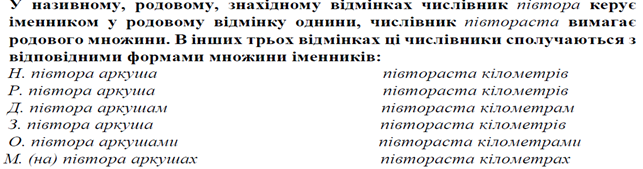 У називному, родовому, знахідному відмінках числівник півтора керує
іменником у родовому відмінку однини, числівник півтораста вимагає
родового множини. В інших трьох відмінках ці числівники сполучаються з
відповідними формами множини іменників:
Н. півтора аркуша півтораста кілометрів
Р. півтора аркуша півтораста кілометрів
Д. півтора аркушам півтораста кілометрам
З. півтора аркуша півтораста кілометрів
О. півтора аркушами півтораста кілометрами
М. (на) півтора аркушах півтораста кілометрах